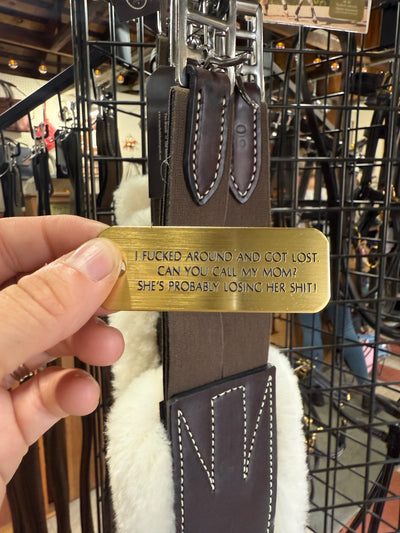 I FUCKED AROUND AND GOT LOST.
CAN YOU CALL MY MOM?
SHE'S PROBABLY LOSING HER SHIT!